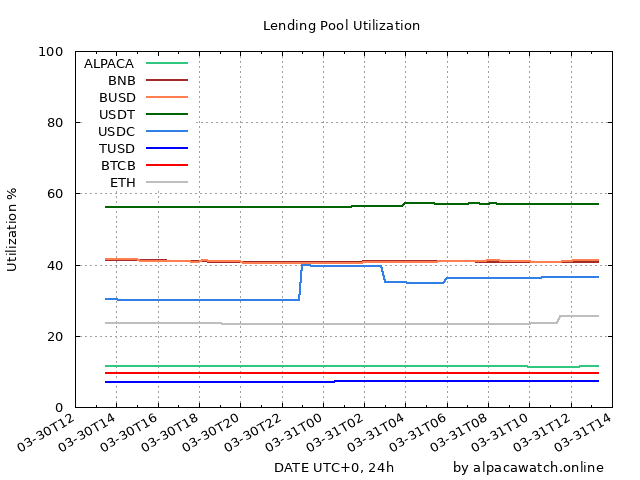 Lending Pool Utilization
100
80
60
40
20
0
Utilization %
ALPACA
BNB
BUSD
USDT
USDC
TUSD
BTCB
ETH
03-30T12
03-30T14
03-30T16
03-30T18
03-30T20
03-30T22
03-31T00
03-31T02
03-31T04
03-31T06
03-31T08
03-31T10
03-31T12
03-31T14
DATE UTC+0, 24h
by alpacawatch.online